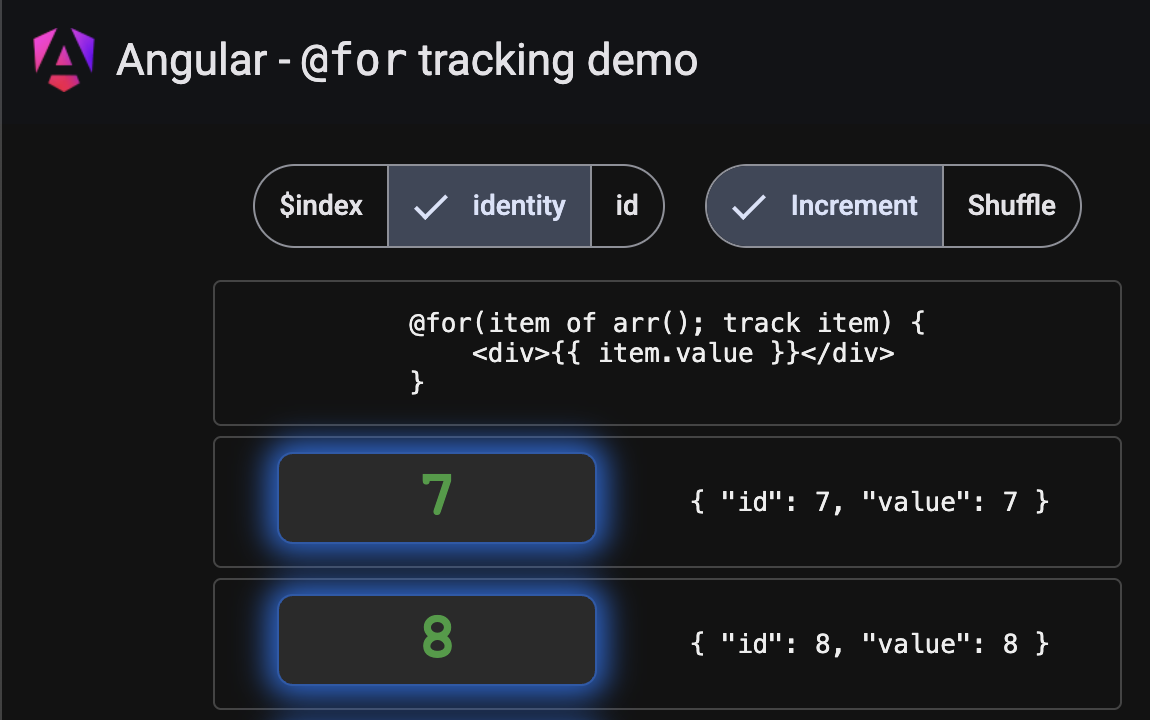 Angular - @for tracking demo
$index identity id Increment Shuffle
@for(item of arr(); track item) {
    <div>{{ item.value }}</div>
}
7 { "id": 7, "value": 7 }
8 { "id": 8, "value": 8 }